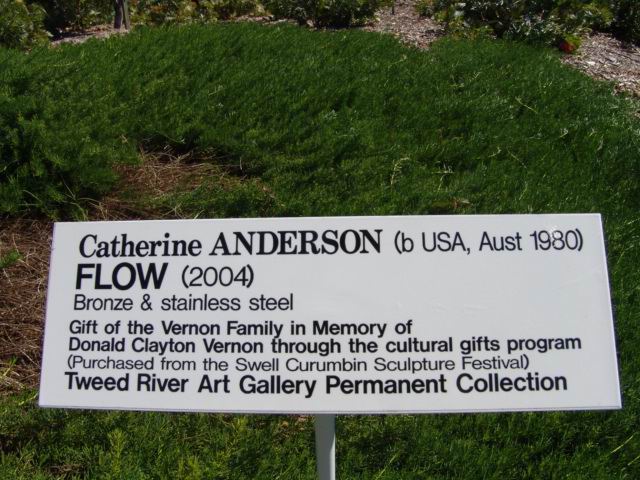 Catherine ANDERSON (b USA, Aust 1980)
FLOW (2004)
Bronze & stainless steel
Gift of the Vernon Family in Memory of
Donald Clayton Vernon through the cultural gifts program
(Purchased from the Swell Curumbin Sculpture Festival)
Tweed River Art Gallery Permanent Collection